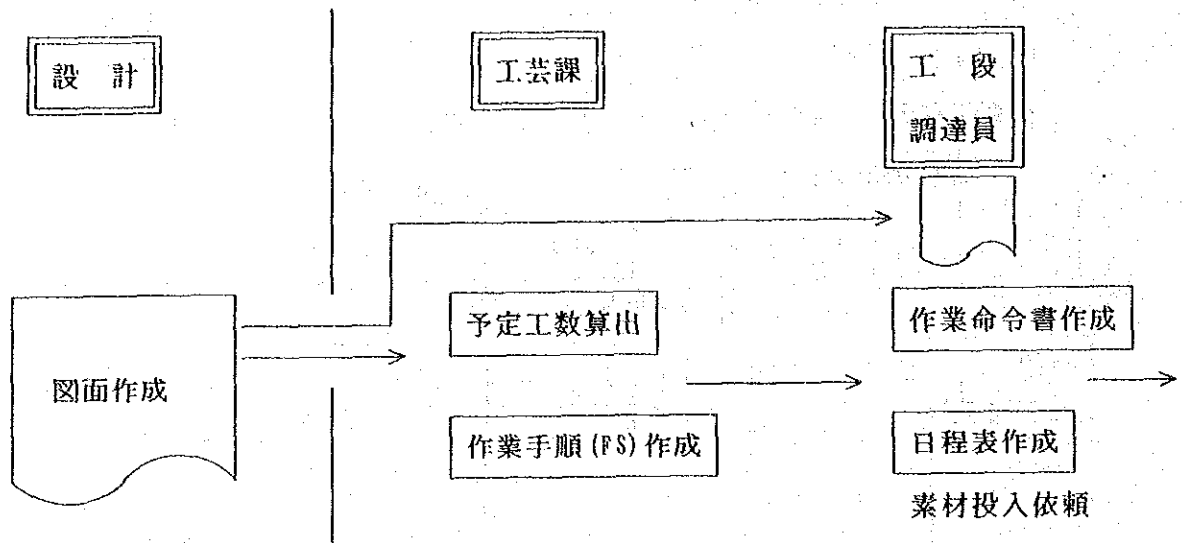 設 計
工芸課
工 段
調達員
図面作成
予定工数算出
作業手順(FS)作成
作業命令書作成
日程表作成
素材投入依頼